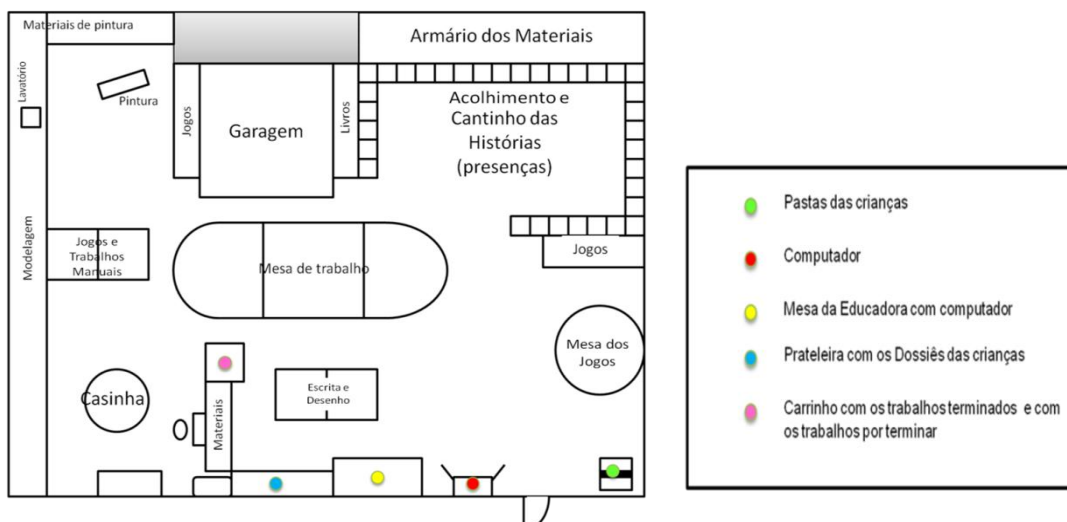 Materiais de pintura
Armário dos Materiais
Lavatório
Pintura
Jogos
Garagem
Livros
Acolhimento e
Cantinho das
Histórias
(presenças)
Modelagem
Jogos e
Trabalhos
Manuais
Mesa de trabalho
Jogos
Mesa dos
Jogos
Casinha
Materiais
Escrita e
Desenho
Pastas das crianças
Computador
Mesa da Educadora com computador
Prateleira com os Dossiês das crianças
Carrinho com os trabalhos terminados e com
os trabalhos por terminar